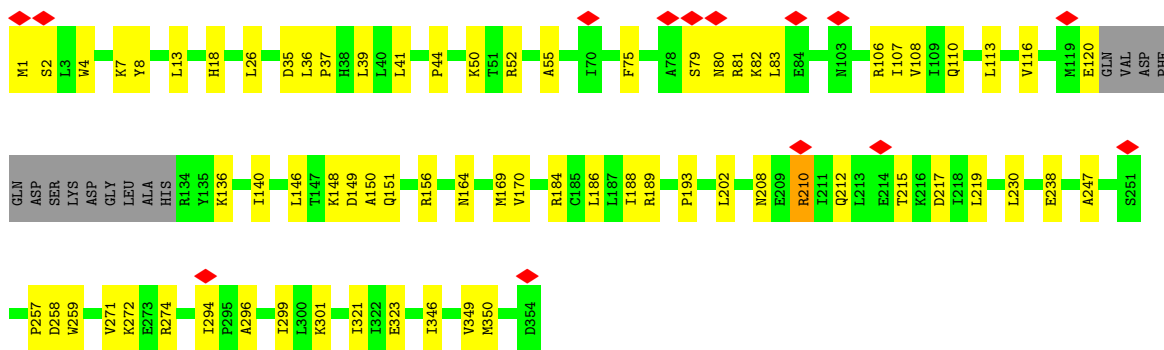 M1 S2 L3 W4 K7 Y8 L13 H18 L26 D35 L36 P37 H38 L39 L40 L41 P44 K50 T51 R52 A55 I70 F75 A78 S79 N80 R81 K82 L83 E84 N103 R106 I107 V108 I109 Q110 L113 V116 M119 E120 GLN VAL ASP PHE
GLN ASP SER LYS ASP GLY LEU ALA HIS R134 Y135 K136 I140 L146 T147 K148 D149 A150 Q151 R156 N164 M169 V170 R184 C185 L186 L187 I188 R189 P193 L202 N208 E209 R210 I211 Q212 L213 E214 T215 K216 D217 I218 L219 L230 E238 A247 S251
P257 D258 W259 V271 K272 E273 R274 I294 P295 A296 I299 L300 K301 I321 I322 E323 I346 V349 M350 D354